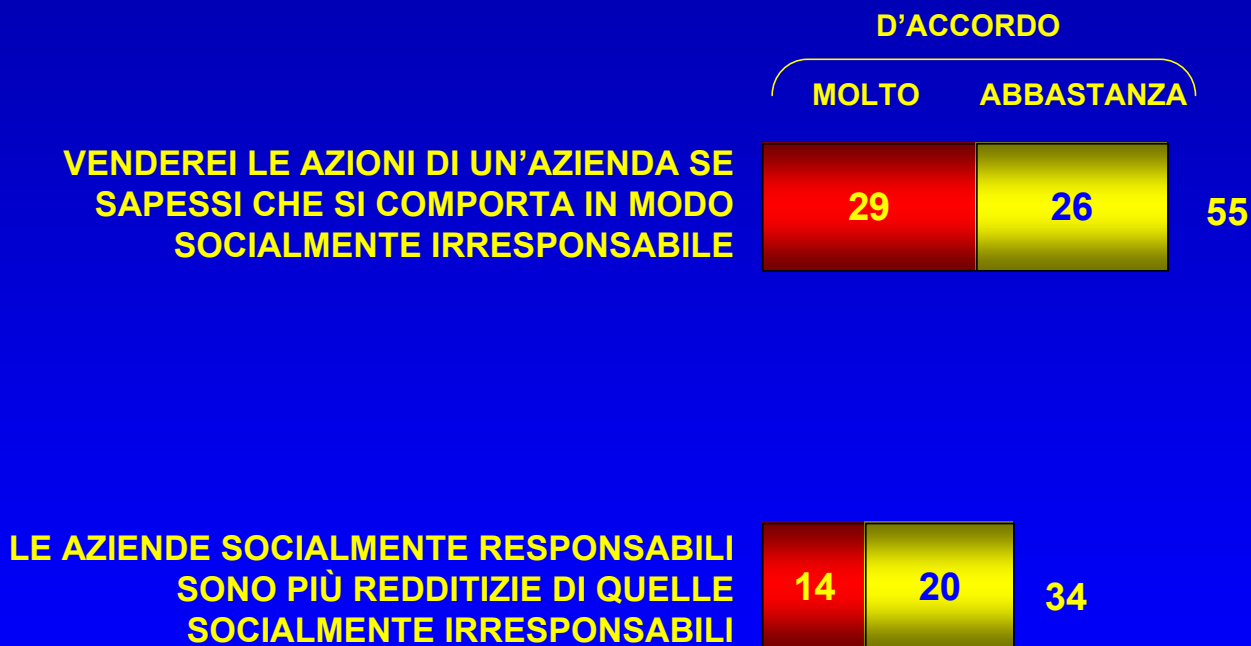 D’ACCORDO
MOLTO ABBASTANZA
VENDEREI LE AZIONI DI UN’AZIENDA SE
SAPESSI CHE SI COMPORTA IN MODO
SOCIALMENTE IRRESPONSABILE
29 26 55
LE AZIENDE SOCIALMENTE RESPONSABILI
SONO PIÙ REDDITIZIE DI QUELLE
SOCIALMENTE IRRESPONSABILI
14 20 34